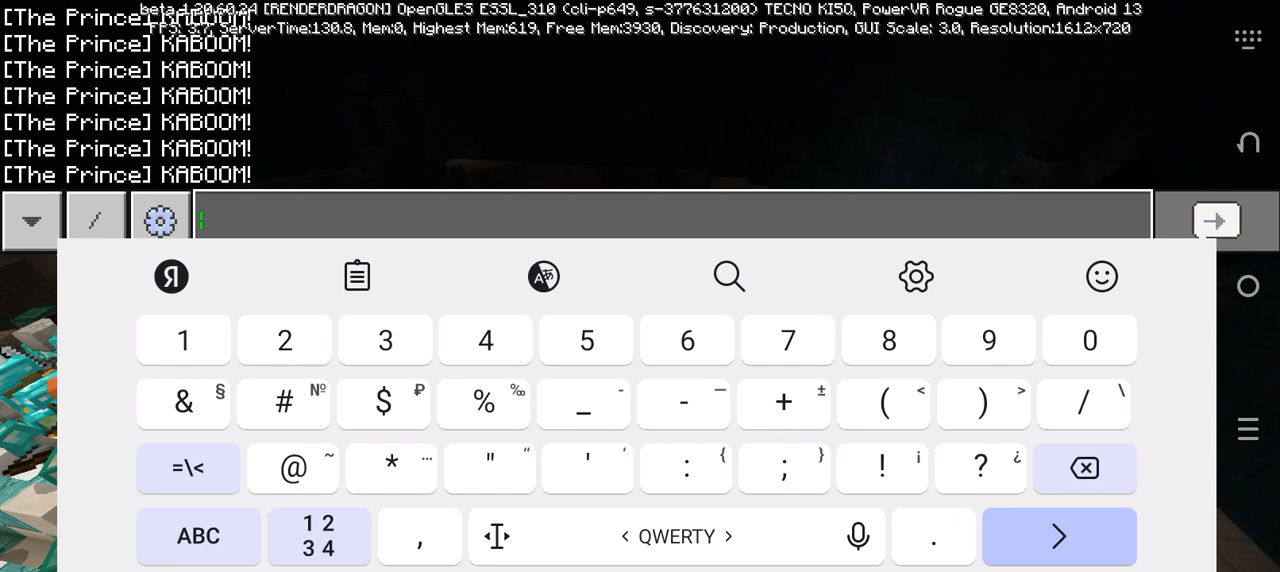 beta-1.20.60.24 [RENDERDRAGON] OpenGLES ESSL_310 (cli-p649, s-377631200) TECNO KI5Q, PowerVR Rogue GE8320, Android 13
FPS: 3.7, ServerTime:130.8, Mem:0, Highest Mem:619, Free Mem:3930, Discovery: Production, GUI Scale: 3.0, Resolution:1612x720
[The Prince] KABOOM!
[The Prince] KABOOM!
[The Prince] KABOOM!
[The Prince] KABOOM!
[The Prince] KABOOM!
[The Prince] KABOOM!
[The Prince] KABOOM!
/
Я
1 2 3 4 5 6 7 8 9 0
& § # № $ ₽ % ‰ _ - - — + ± ( < ) > / \
=\< @ ~ * … " “ ' ‘ : { ; } ! ¡ ? ¿
ABC 1 2 3 4 , < QWERTY > .